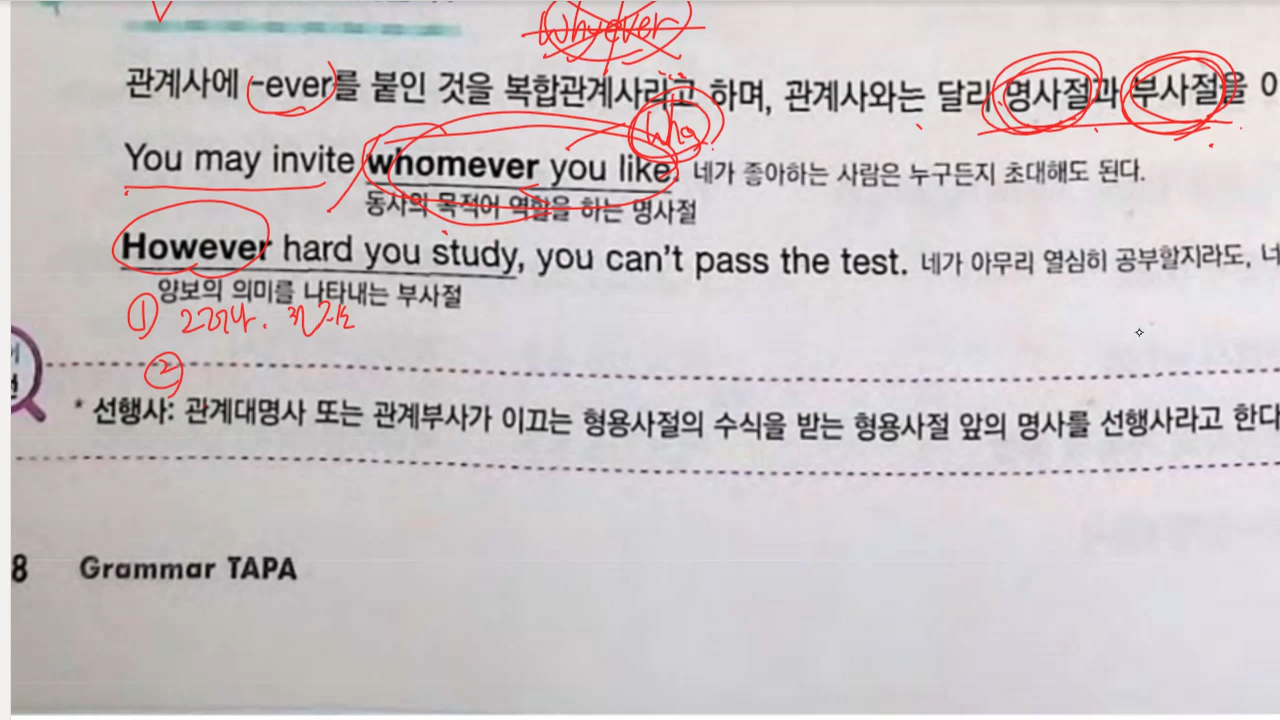 whyever
관계사에 -ever를 붙인 것을 복합관계사라고 하며, 관계사와는 달리 명사절과 부사절을 이
who
You may invite whomever you like. 네가 좋아하는 사람은 누구든지 초대해도 된다.
동사의 목적어 역할을 하는 명사절
However hard you study, you can't pass the test. 네가 아무리 열심히 공부할지라도, 너
양보의 의미를 나타내는 부사절
① 그러나.
②
* 선행사: 관계대명사 또는 관계부사가 이끄는 형용사절의 수식을 받는 형용사절 앞의 명사를 선행사라고 한다
8 Grammar TAPA